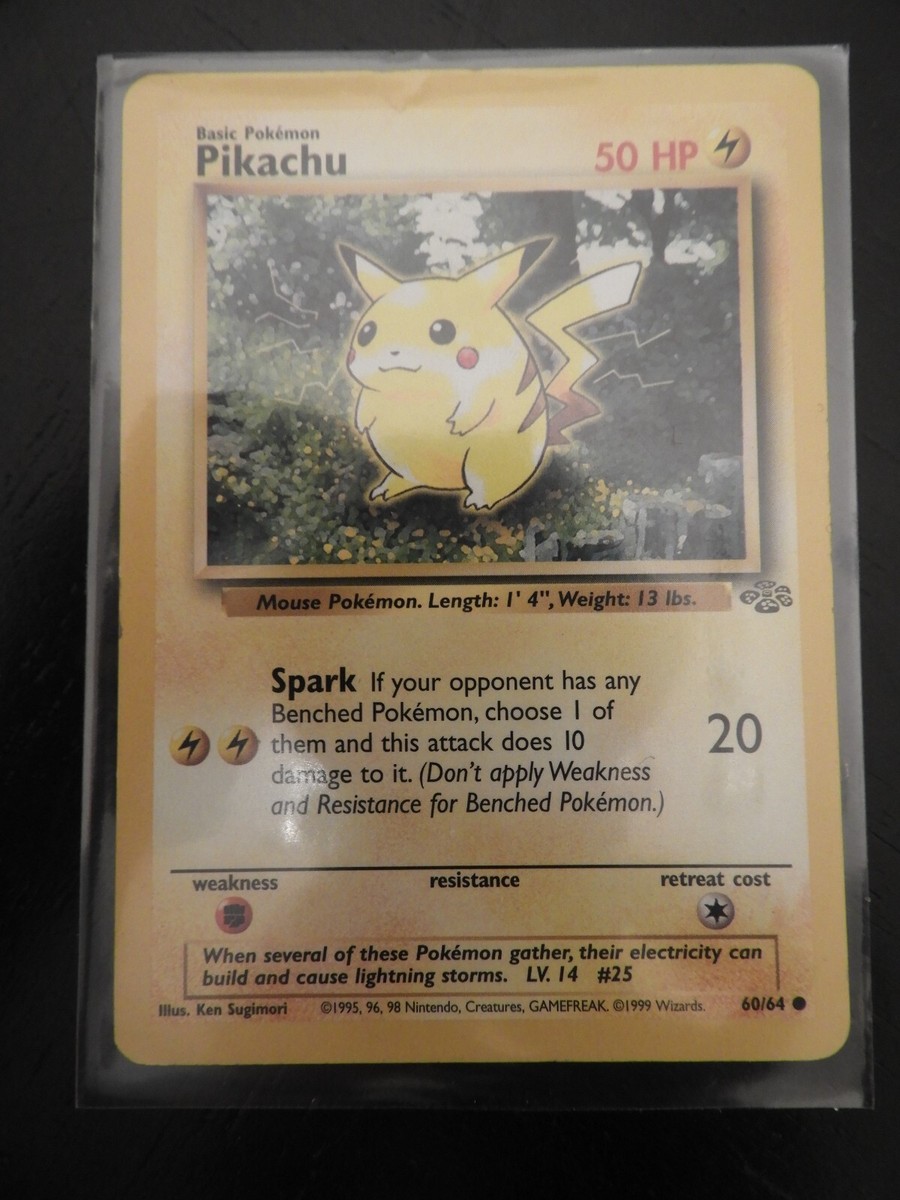 Basic Pokémon
Pikachu
50 HP
Mouse Pokémon. Length: 1' 4", Weight: 13 lbs.
Spark If your opponent has any
Benched Pokémon, choose 1 of
them and this attack does 10
damage to it. (Don't apply Weakness
and Resistance for Benched Pokémon.)
20
weakness
resistance
retreat cost
When several of these Pokémon gather, their electricity can
build and cause lightning storms. LV. 14 #25
Illus. Ken Sugimori
©1995, 96, 98 Nintendo, Creatures, GAMEFREAK. ©1999 Wizards.
60/64